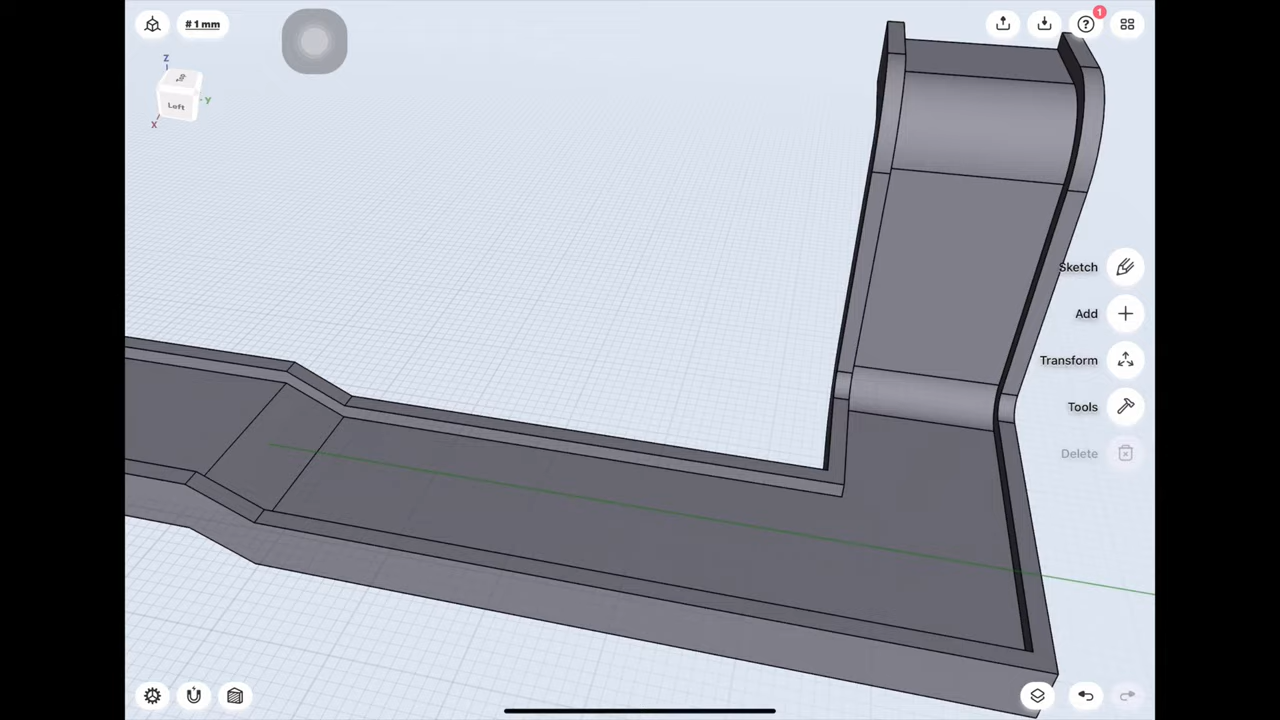 # 1 mm
1
Z
Left
Y
X
Sketch
Add
Transform
Tools
Delete